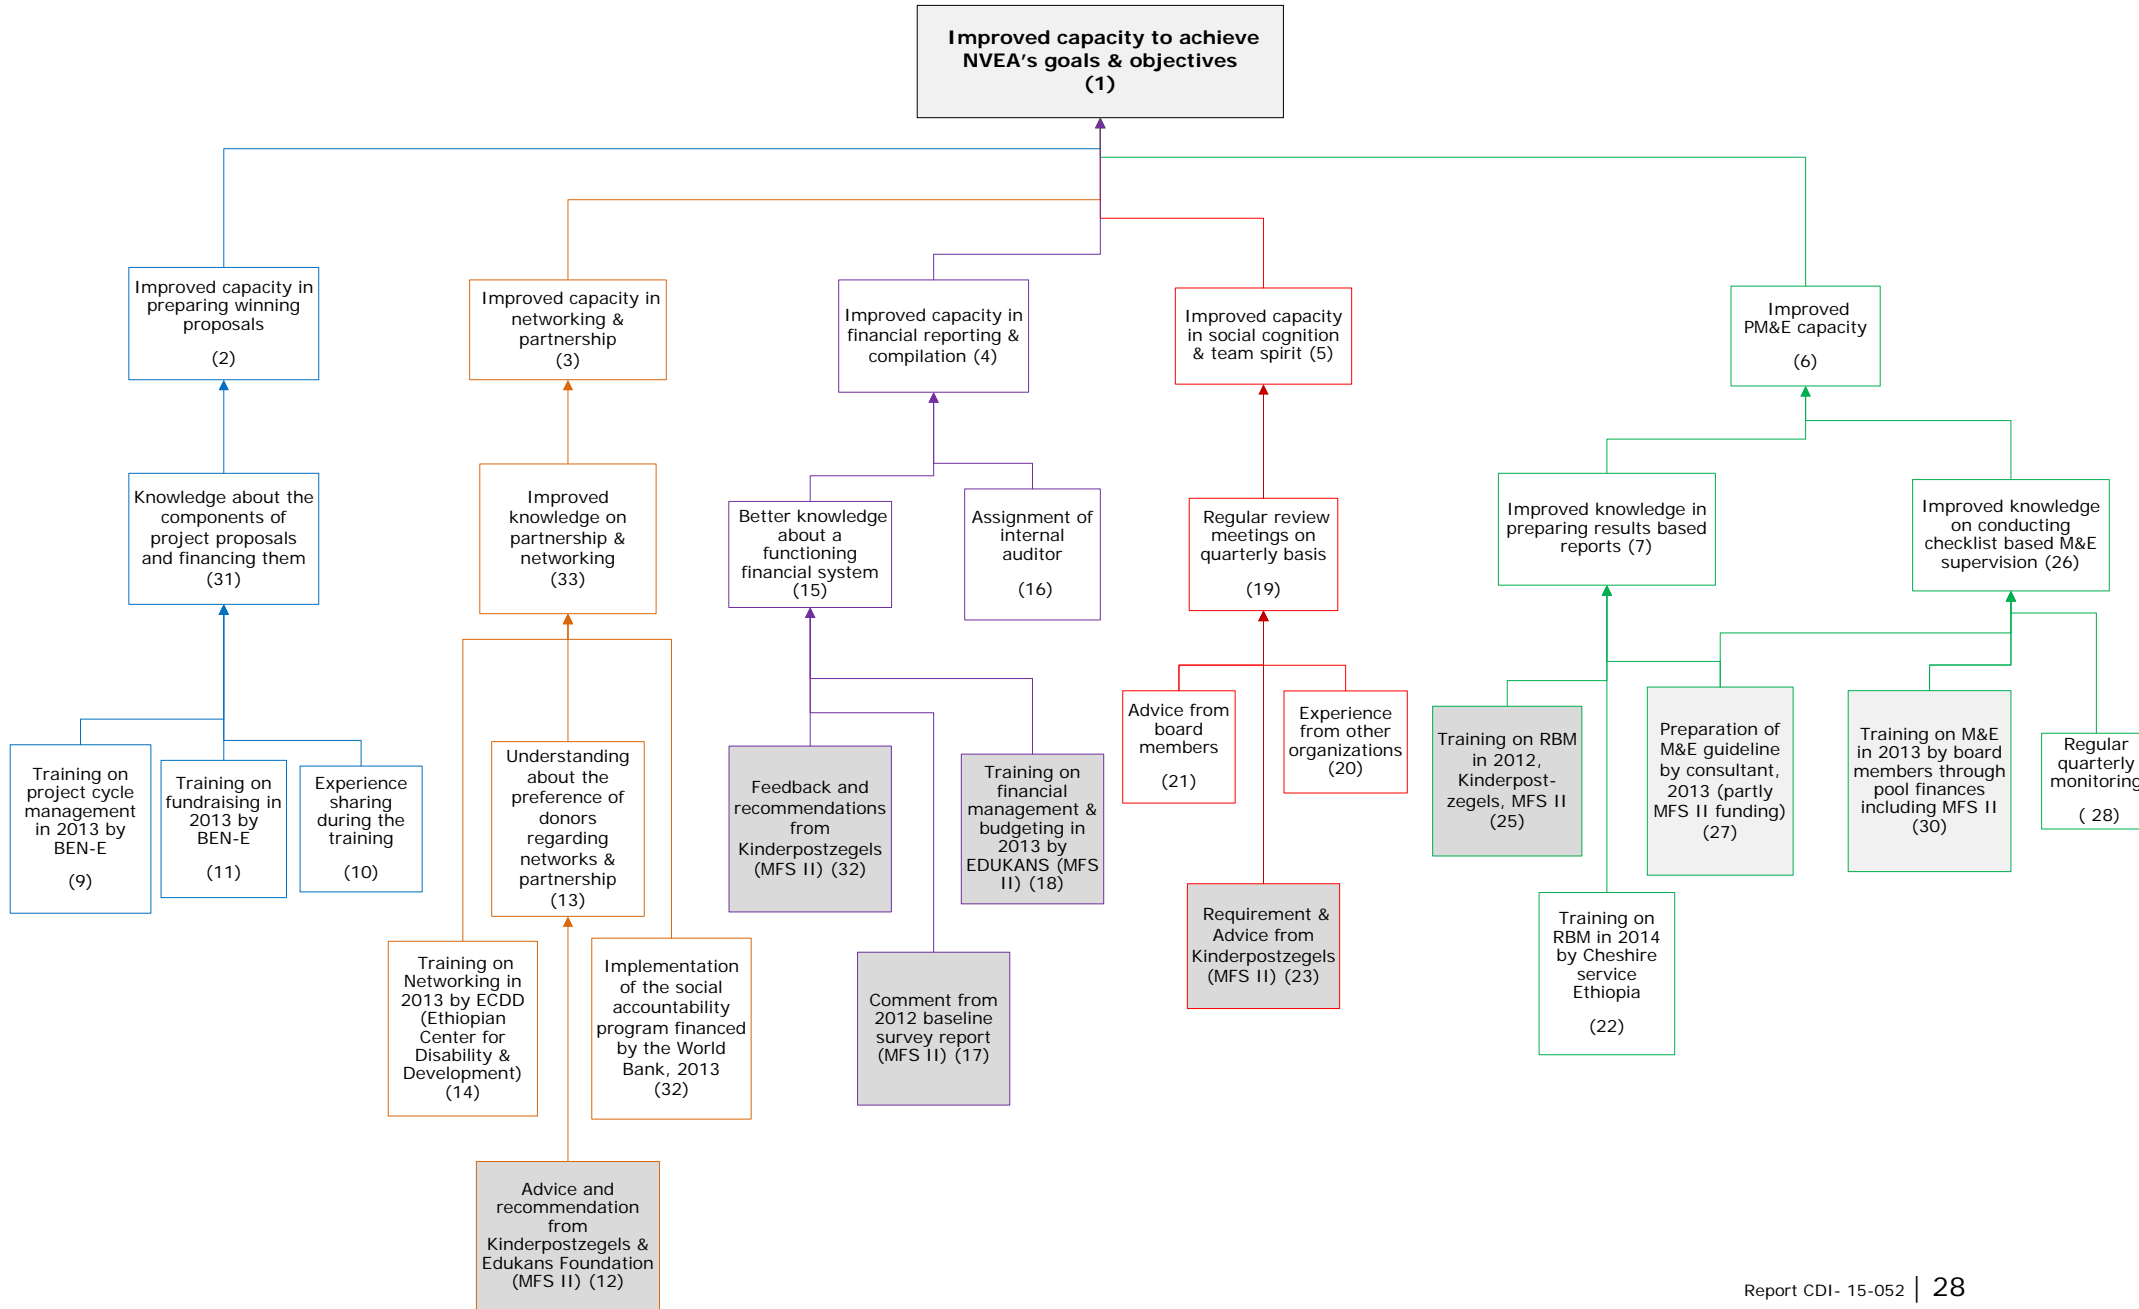 Improved capacity to achieve
NVEA's goals & objectives
(1)
Improved capacity in
preparing winning
proposals
(2)
Improved capacity in
networking &
partnership
(3)
Improved capacity in
financial reporting &
compilation (4)
Improved capacity
in social cognition
& team spirit (5)
Improved
PM&E capacity
(6)
Knowledge about the
components of
project proposals
and financing them
(31)
Improved
knowledge on
partnership &
networking
(33)
Better knowledge
about a
functioning
financial system
(15)
Assignment of
internal
auditor
(16)
Regular review
meetings on
quarterly basis
(19)
Improved knowledge in
preparing results based
reports (7)
Improved knowledge
on conducting
checklist based M&E
supervision (26)
Training on
project cycle
management
in 2013 by
BEN-E
(9)
Training on
fundraising in
2013 by
BEN-E
(11)
Experience
sharing
during the
training
(10)
Understanding
about the
preference of
donors
regarding
networks &
partnership
(13)
Feedback and
recommendations
from
Kinderpostzegels
(MFS II) (32)
Training on
financial
management &
budgeting in
2013 by
EDUKANS (MFS
II) (18)
Advice from
board
members
(21)
Experience
from other
organizations
(20)
Training on RBM
in 2012,
Kinderpost-
zegels, MFS II
(25)
Preparation of
M&E guideline
by consultant,
2013 (partly
MFS II funding)
(27)
Training on M&E
in 2013 by board
members through
pool finances
including MFS II
(30)
Regular
quarterly
monitoring
( 28)
Training on
Networking in
2013 by ECDD
(Ethiopian
Center for
Disability &
Development)
(14)
Implementation
of the social
accountability
program financed
by the World
Bank, 2013
(32)
Comment from
2012 baseline
survey report
(MFS II) (17)
Requirement &
Advice from
Kinderpostzegels
(MFS II) (23)
Training on
RBM in 2014
by Cheshire
service
Ethiopia
(22)
Advice and
recommendation
from
Kinderpostzegels &
Edukans Foundation
(MFS II) (12)
Report CDI- 15-052 | 28